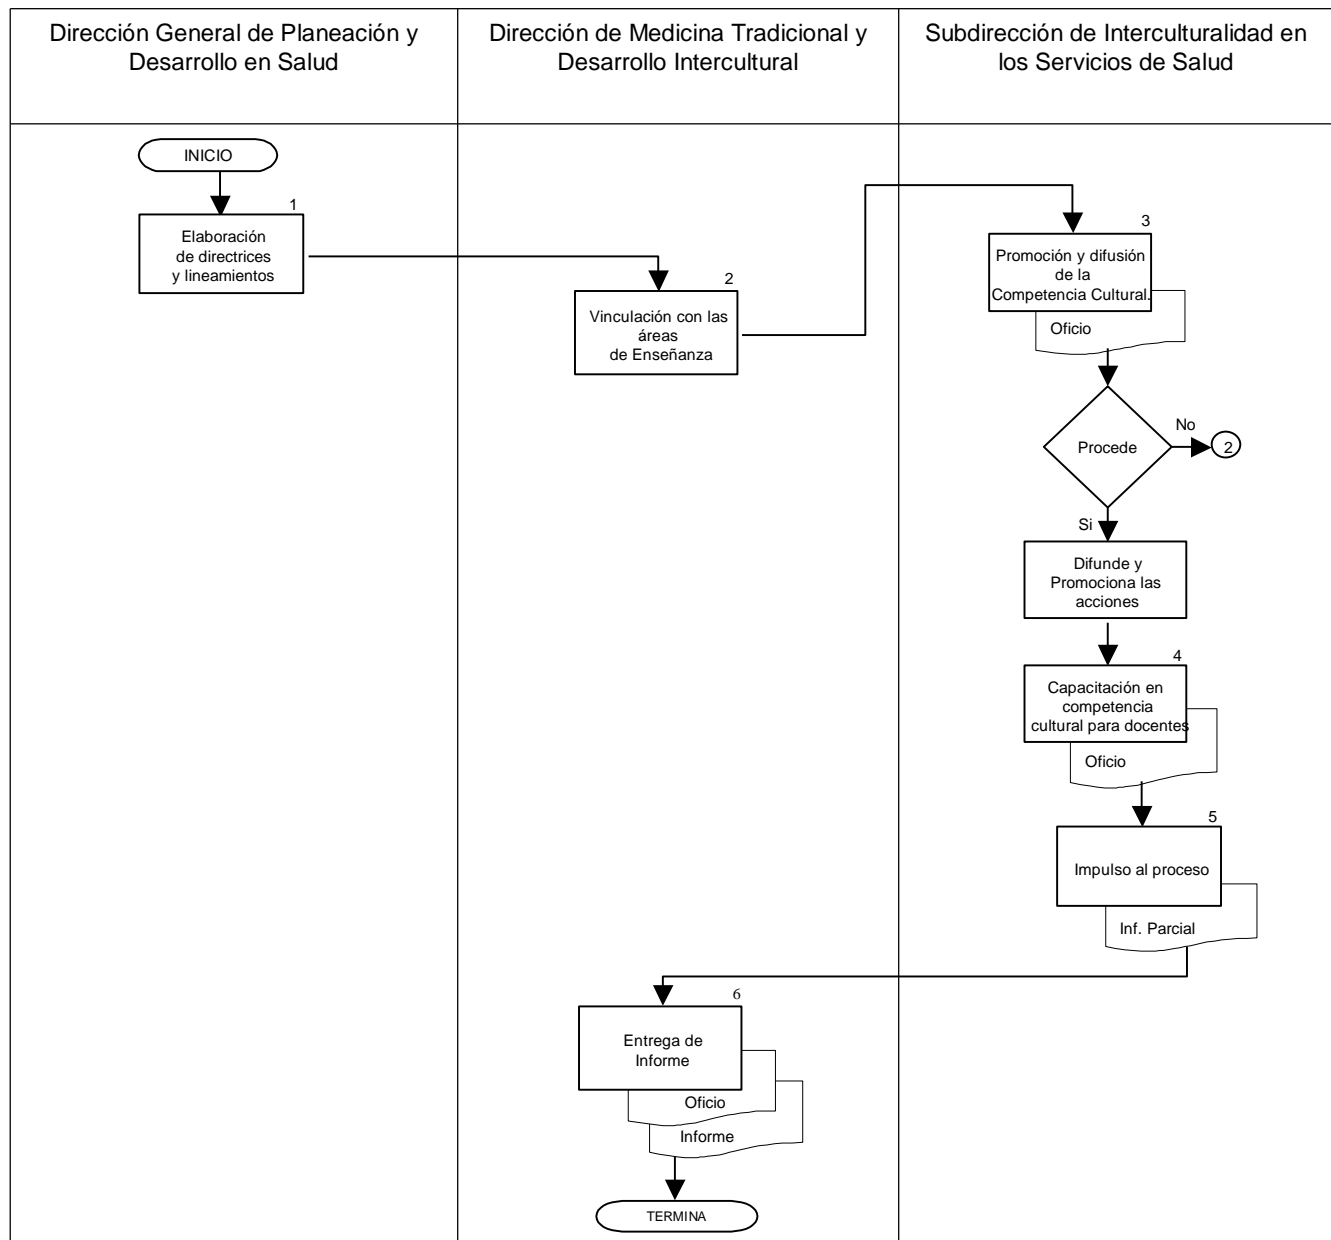 Dirección General de Planeación y
Desarrollo en Salud
Dirección de Medicina Tradicional y
Desarrollo Intercultural
Subdirección de Interculturalidad en
los Servicios de Salud
INICIO
1
Elaboración
de directrices
y lineamientos
2
Vinculación con las
áreas
de Enseñanza
3
Promoción y difusión
de la
Competencia Cultural.
Oficio
Procede
No
2
Si
Difunde y
Promociona las
acciones
4
Capacitación en
competencia
cultural para docentes
Oficio
5
Impulso al proceso
Inf. Parcial
6
Entrega de
Informe
Oficio
Informe
TERMINA